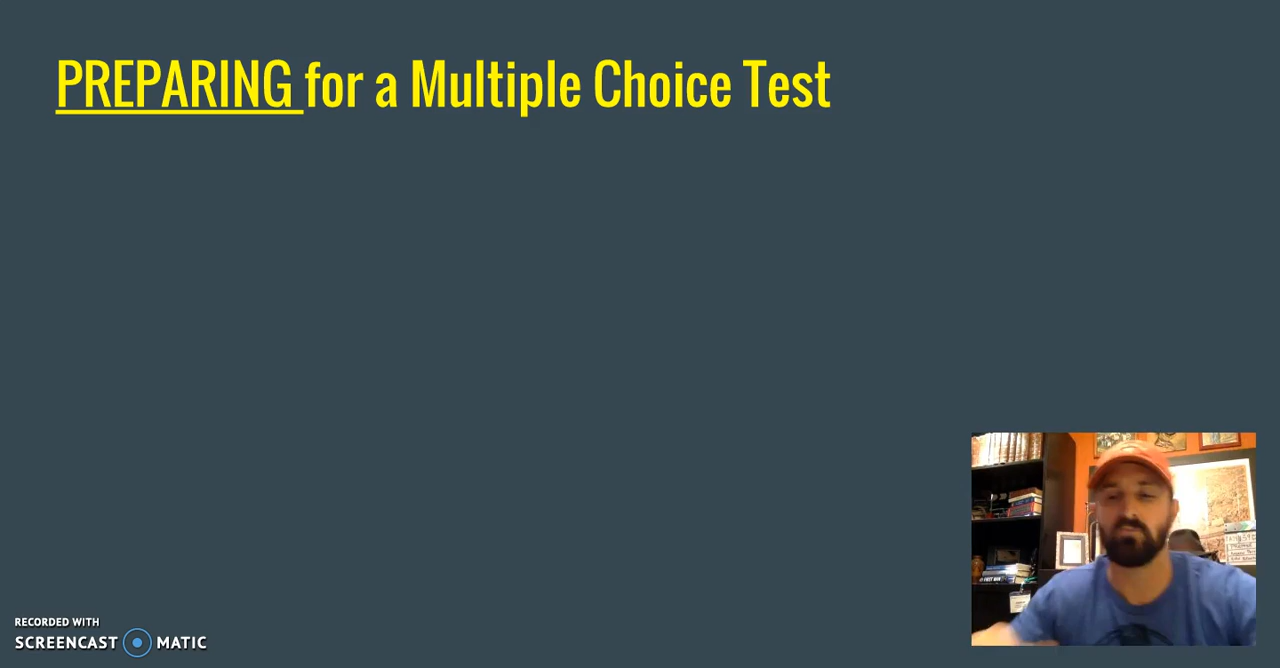 PREPARING for a Multiple Choice Test
RECORDED WITH
SCREENCAST MATIC